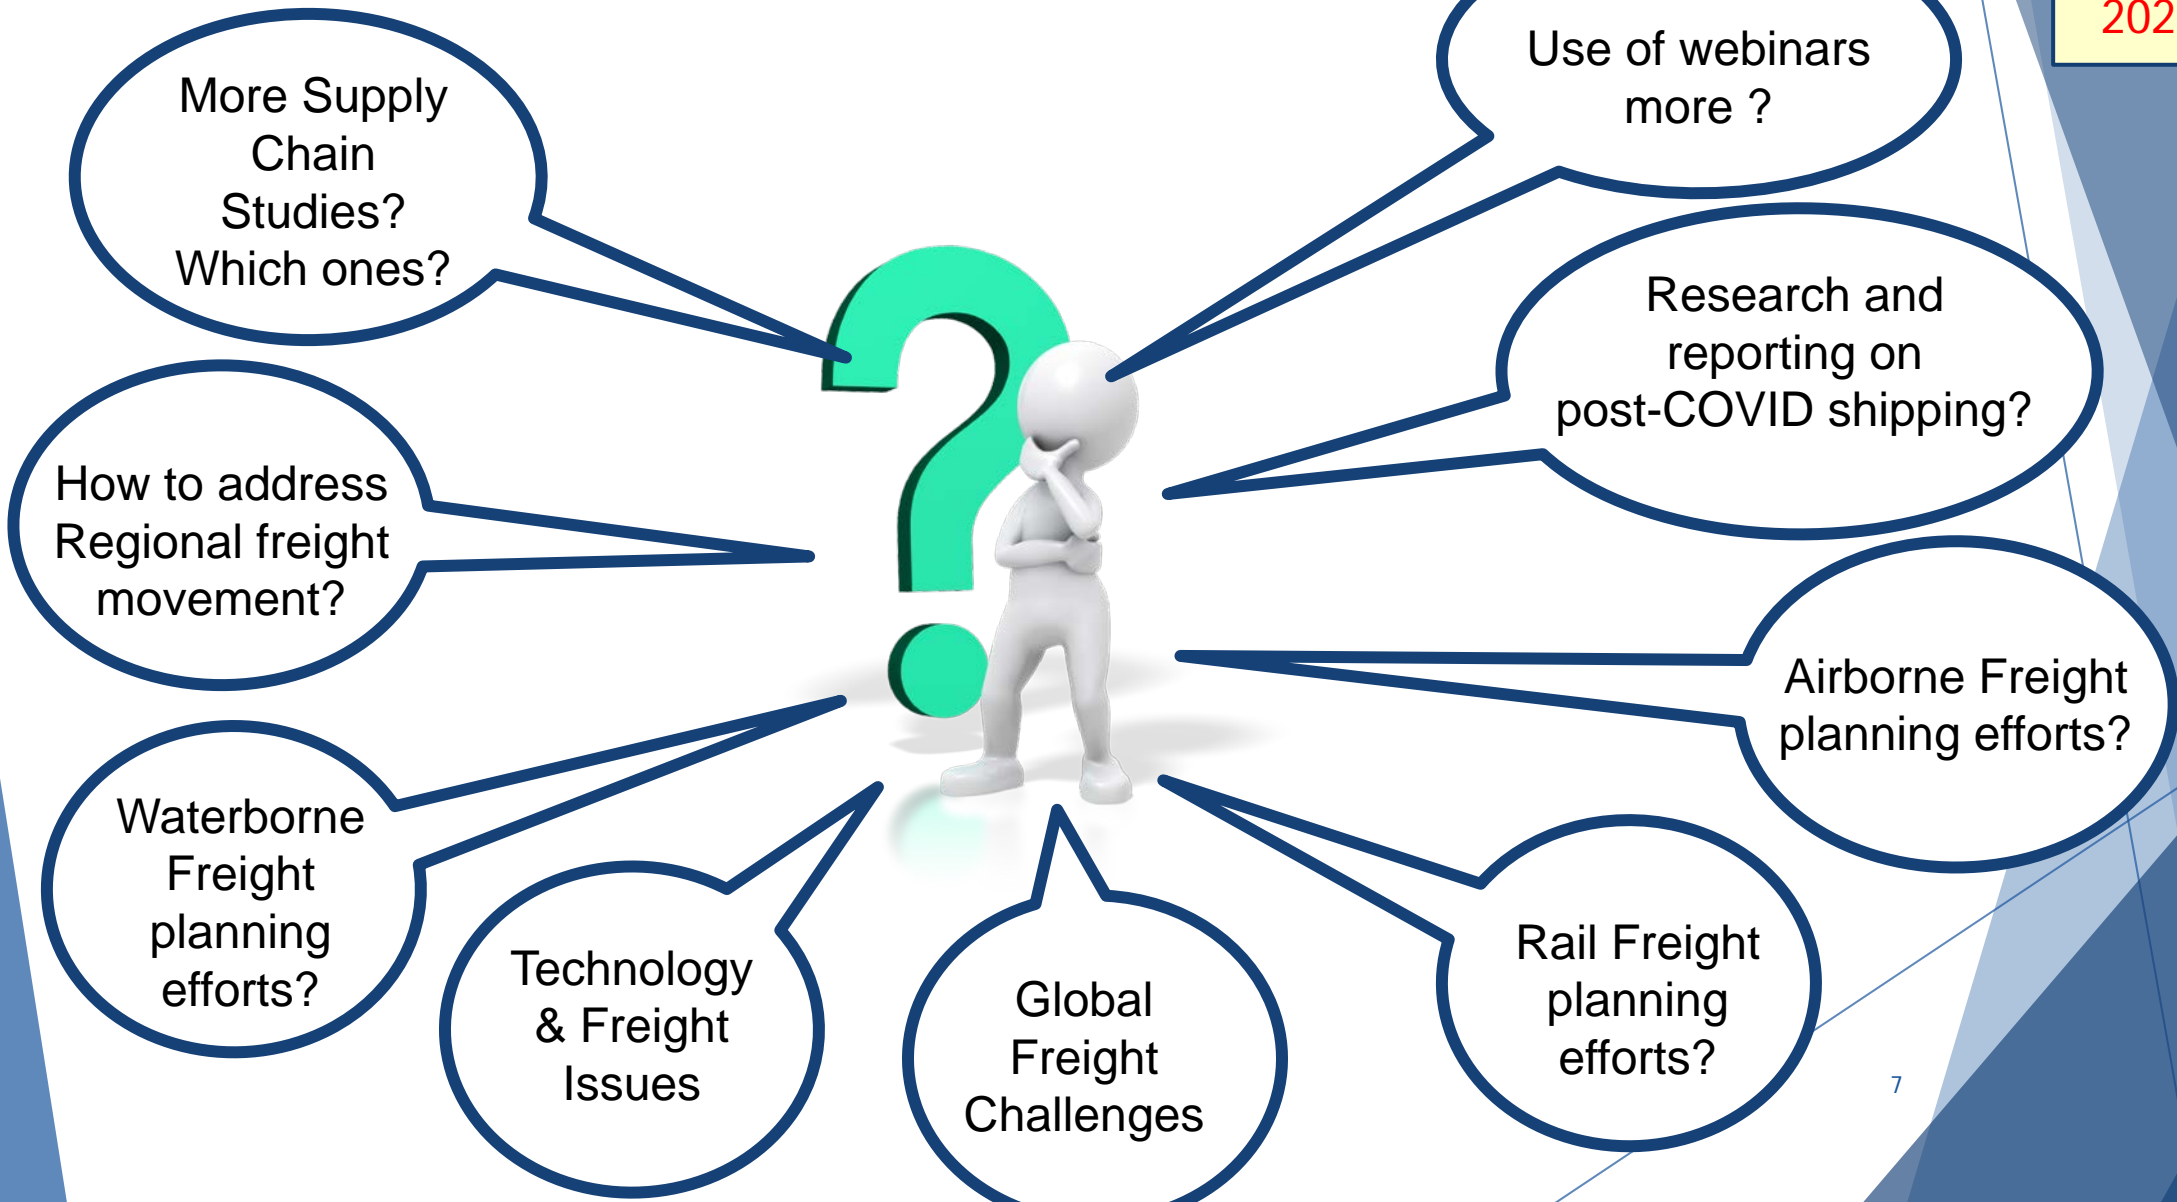 202
Use of webinars
more ?
More Supply
Chain
Studies?
Which ones?
Research and
reporting on
post-COVID shipping?
How to address
Regional freight
movement?
Airborne Freight
planning efforts?
Waterborne
Freight
planning
efforts?
Technology
& Freight
Issues
Global
Freight
Challenges
Rail Freight
planning
efforts?
7